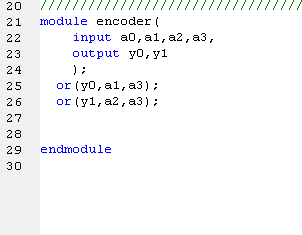 20 //////////////////////////////////
21 module encoder(
22 input a0,a1,a2,a3,
23 output y0,y1
24 );
25 or(y0,a1,a3);
26 or(y1,a2,a3);
27
28
29 endmodule
30